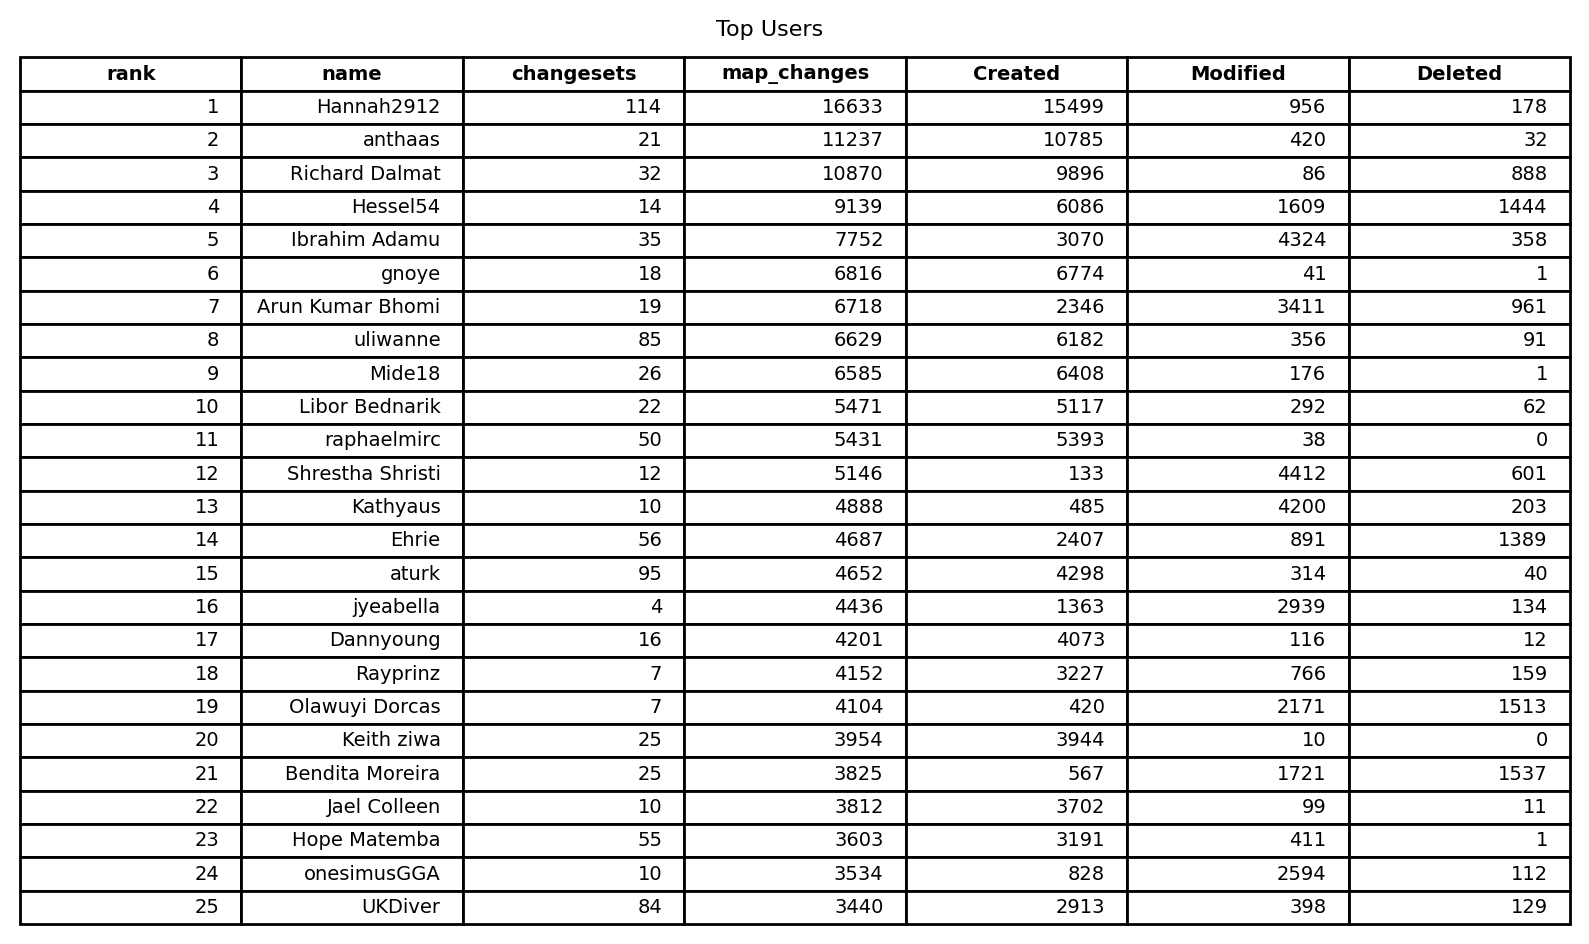 Top Users
rank name changesets map_changes Created Modified Deleted
1 Hannah2912 114 16633 15499 956 178
2 anthaas 21 11237 10785 420 32
3 Richard Dalmat 32 10870 9896 86 888
4 Hessel54 14 9139 6086 1609 1444
5 Ibrahim Adamu 35 7752 3070 4324 358
6 gnoye 18 6816 6774 41 1
7 Arun Kumar Bhomi 19 6718 2346 3411 961
8 uliwanne 85 6629 6182 356 91
9 Mide18 26 6585 6408 176 1
10 Libor Bednarik 22 5471 5117 292 62
11 raphaelmirc 50 5431 5393 38 0
12 Shrestha Shristi 12 5146 133 4412 601
13 Kathyaus 10 4888 485 4200 203
14 Ehrie 56 4687 2407 891 1389
15 aturk 95 4652 4298 314 40
16 jyeabella 4 4436 1363 2939 134
17 Dannyoung 16 4201 4073 116 12
18 Rayprinz 7 4152 3227 766 159
19 Olawuyi Dorcas 7 4104 420 2171 1513
20 Keith ziwa 25 3954 3944 10 0
21 Bendita Moreira 25 3825 567 1721 1537
22 Jael Colleen 10 3812 3702 99 11
23 Hope Matemba 55 3603 3191 411 1
24 onesimusGGA 10 3534 828 2594 112
25 UKDiver 84 3440 2913 398 129